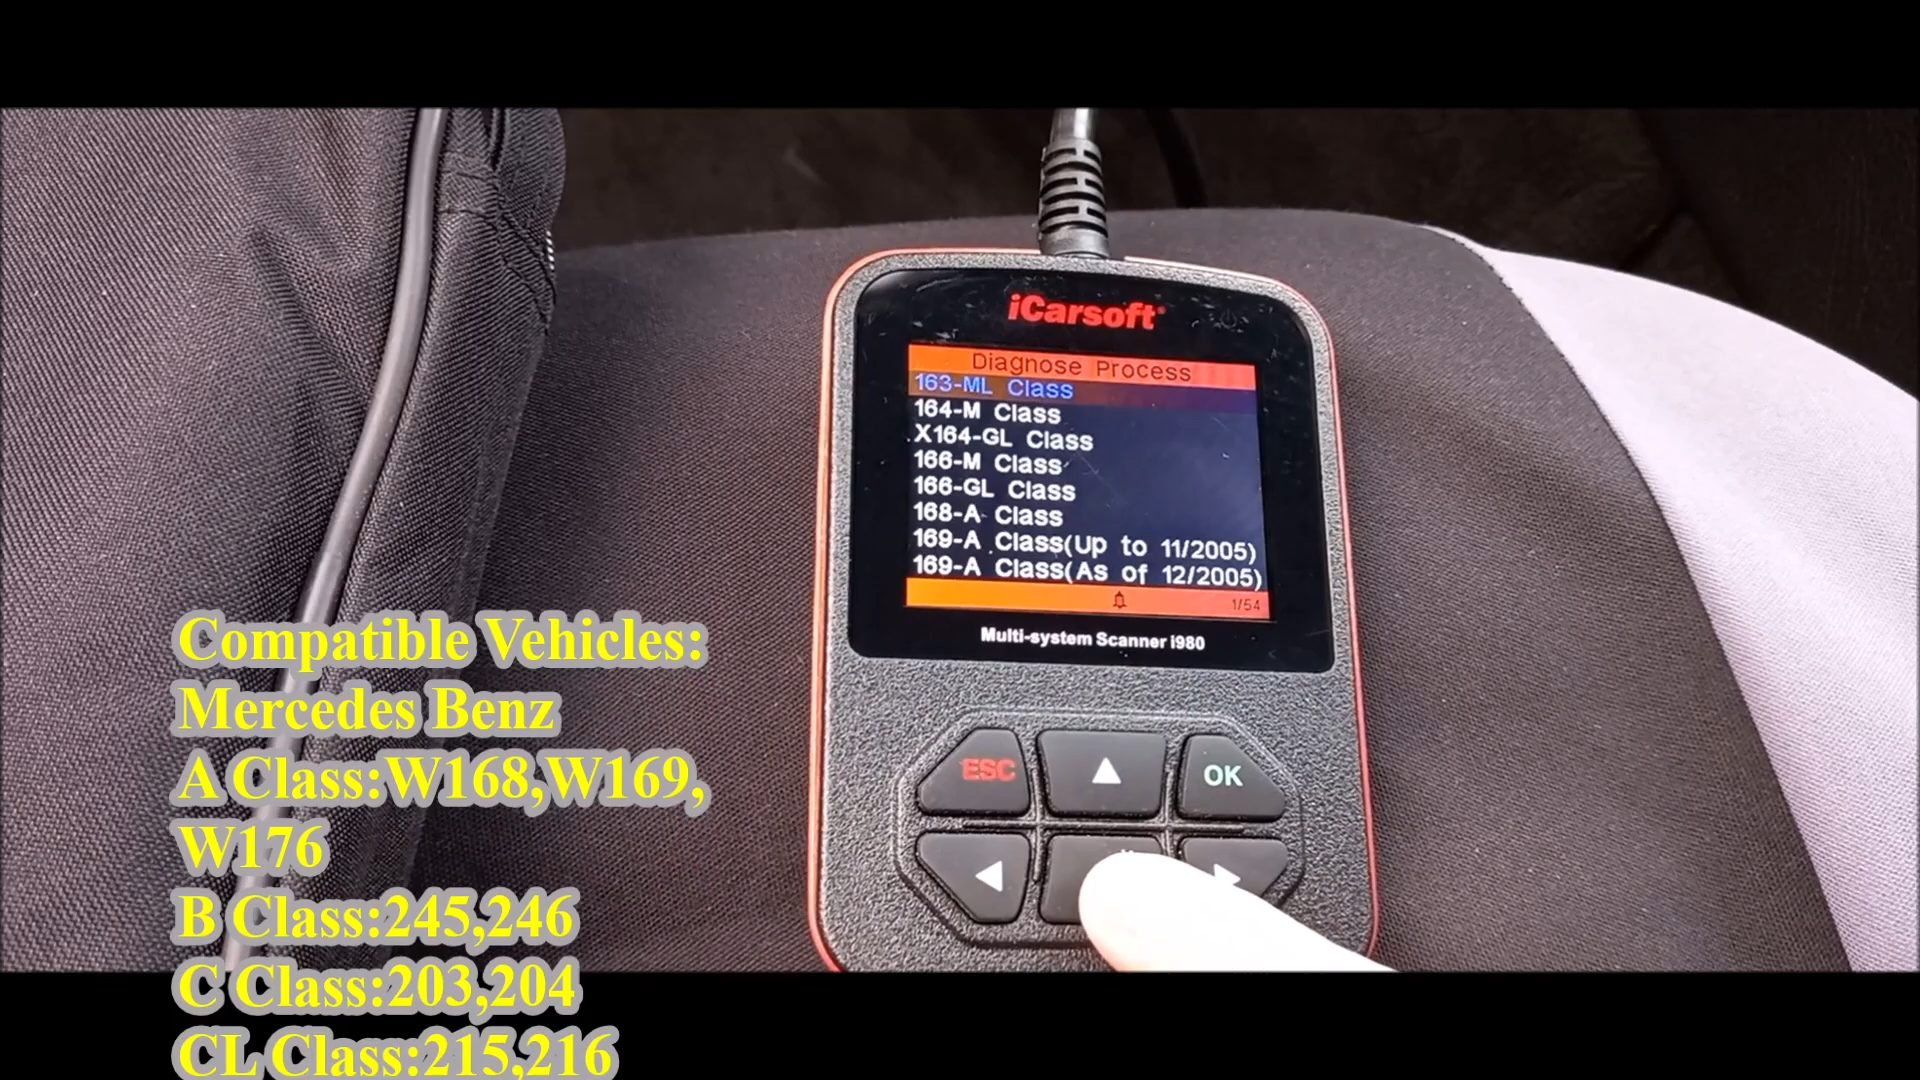 iCarsoft®
Diagnose Process
163-ML Class
164-M Class
X164-GL Class
166-M Class
166-GL Class
168-A Class
169-A Class(Up to 11/2005)
169-A Class(As of 12/2005)
1/54
Multi-system Scanner i980
ESC
OK
Compatible Vehicles:
Mercedes Benz
A Class:W168,W169,
W176
B Class:245,246
C Class:203,204
CL Class:215,216